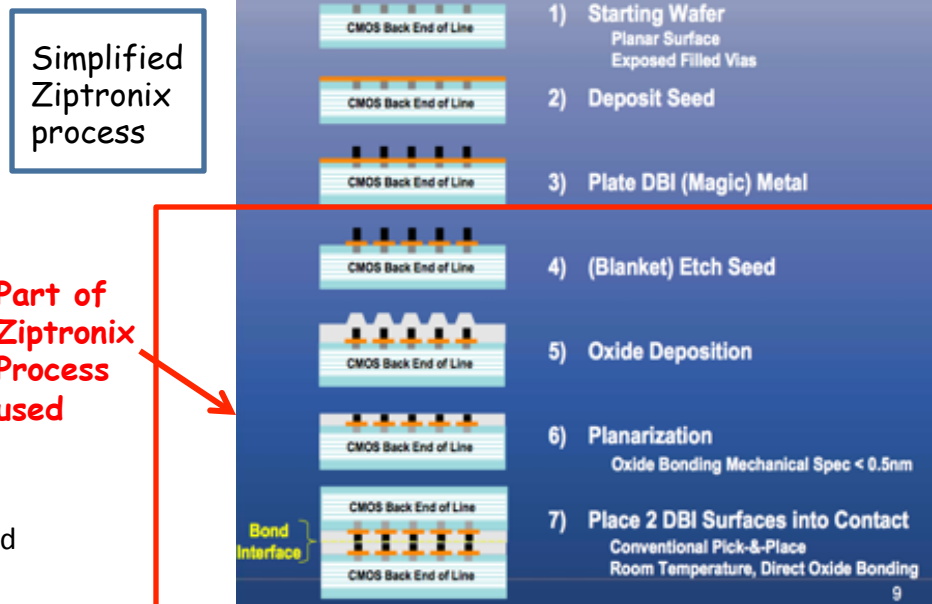 Simplified
Ziptronix
process
Part of
Ziptronix
Process
used
d
CMOS Back End of Line
1) Starting Wafer
Planar Surface
Exposed Filled Vias
CMOS Back End of Line
2) Deposit Seed
CMOS Back End of Line
3) Plate DBI (Magic) Metal
CMOS Back End of Line
4) (Blanket) Etch Seed
CMOS Back End of Line
5) Oxide Deposition
CMOS Back End of Line
6) Planarization
Oxide Bonding Mechanical Spec < 0.5nm
CMOS Back End of Line
Bond
Interface
CMOS Back End of Line
7) Place 2 DBI Surfaces into Contact
Conventional Pick-&-Place
Room Temperature, Direct Oxide Bonding
9